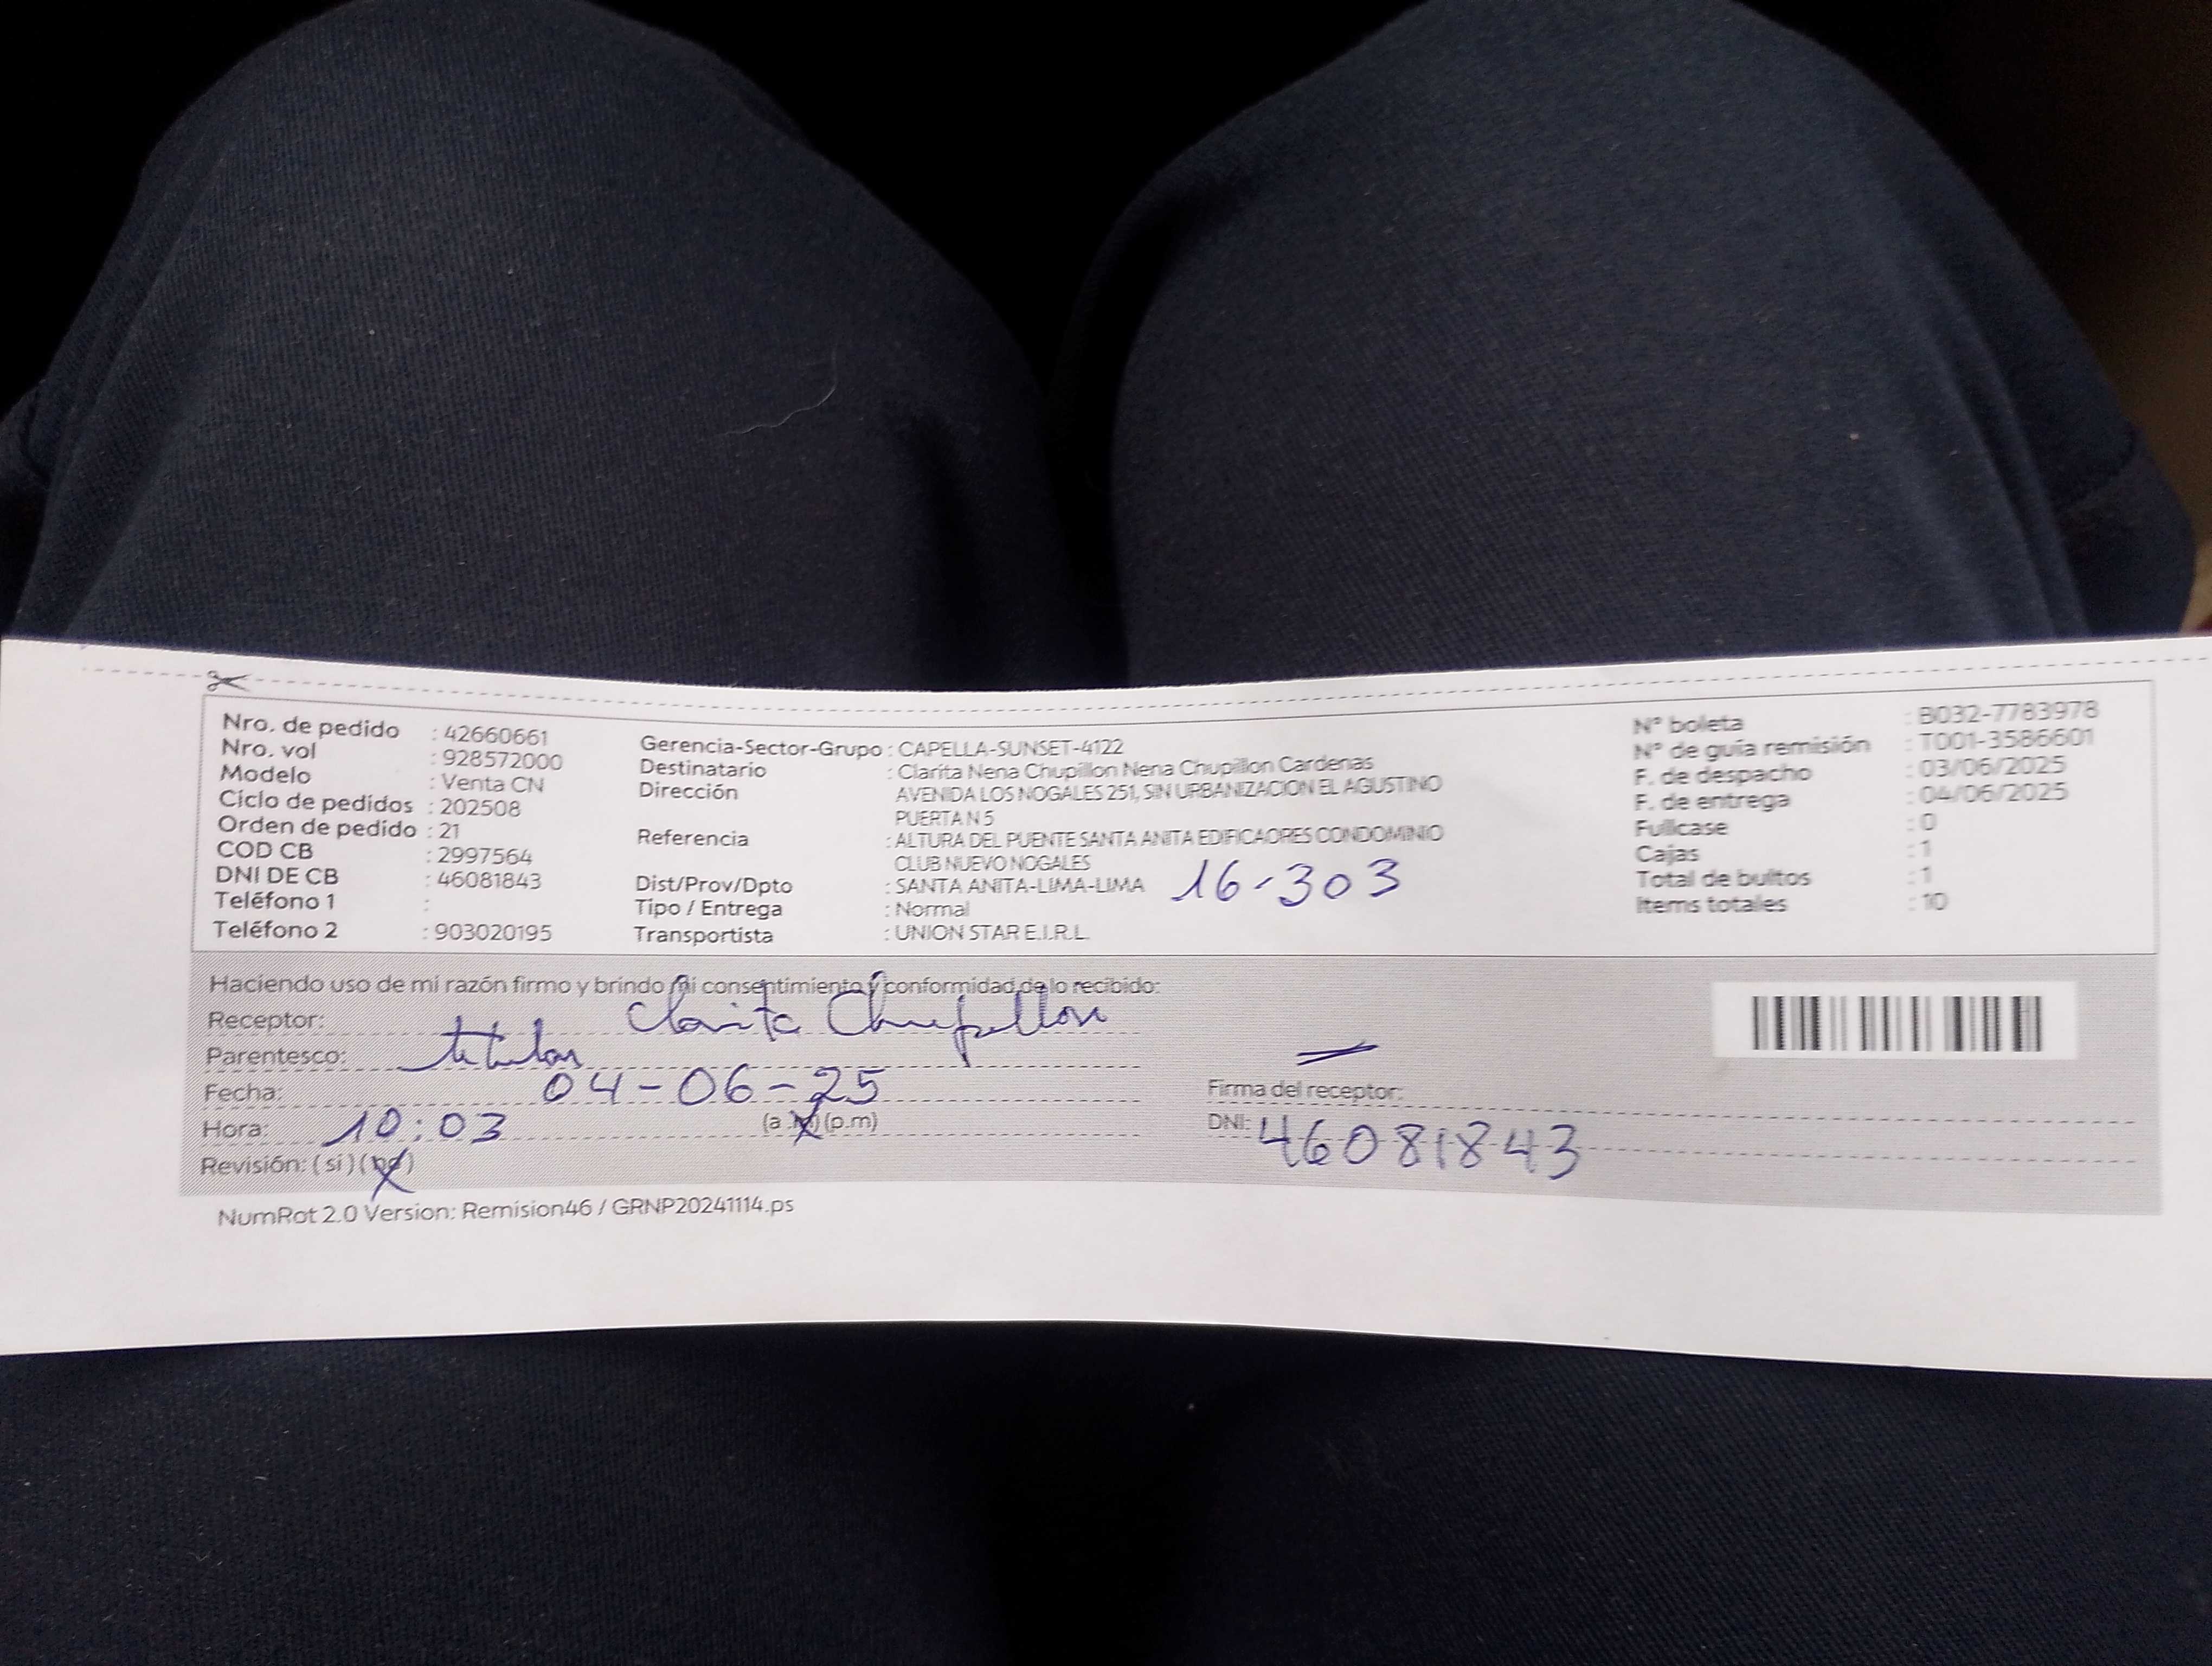 Nro. de pedido : 42660661
Nro. vol : 928572000
Modelo : Venta CN
Ciclo de pedidos : 202508
Orden de pedido : 21
COD CB : 2997564
DNI DE CB : 46081843
Teléfono 1 :
Teléfono 2 : 903020195
Gerencia-Sector-Grupo : CAPELLA-SUNSET-4122
Destinatario : Clarita Nena Chupillon Nena Chupillon Cardenas
Dirección AVENIDA LOS NOGALES 251, SIN URBANIZACION EL AGUSTINO
PUERTA N 5
Referencia : ALTURA DEL PUENTE SANTA ANITA EDIFICAORES CONDOMINIO
CLUB NUEVO NOGALES
Dist/Prov/Dpto : SANTA ANITA-LIMA-LIMA 16-303
Tipo / Entrega : Normal
Transportista : UNION STAR E.I.R.L.
N° boleta : B032-7783978
N° de guía remisión : T001-3586601
F. de despacho : 03/06/2025
F. de entrega : 04/06/2025
Fullcase : 0
Cajas : 1
Total de bultos : 1
Items totales : 10
Haciendo uso de mi razón firmo y brindo mi consentimiento y conformidad de lo recibido:
Receptor: Clarita Chupillon
Parentesco: titular
Fecha: 04-06-25
Hora: 10:03 (a.m) (p.m)
Revisión: (si) (no)
Firma del receptor:
DNI: 46081843
NumRot 2.0 Version: Remision46 / GRNP20241114.ps